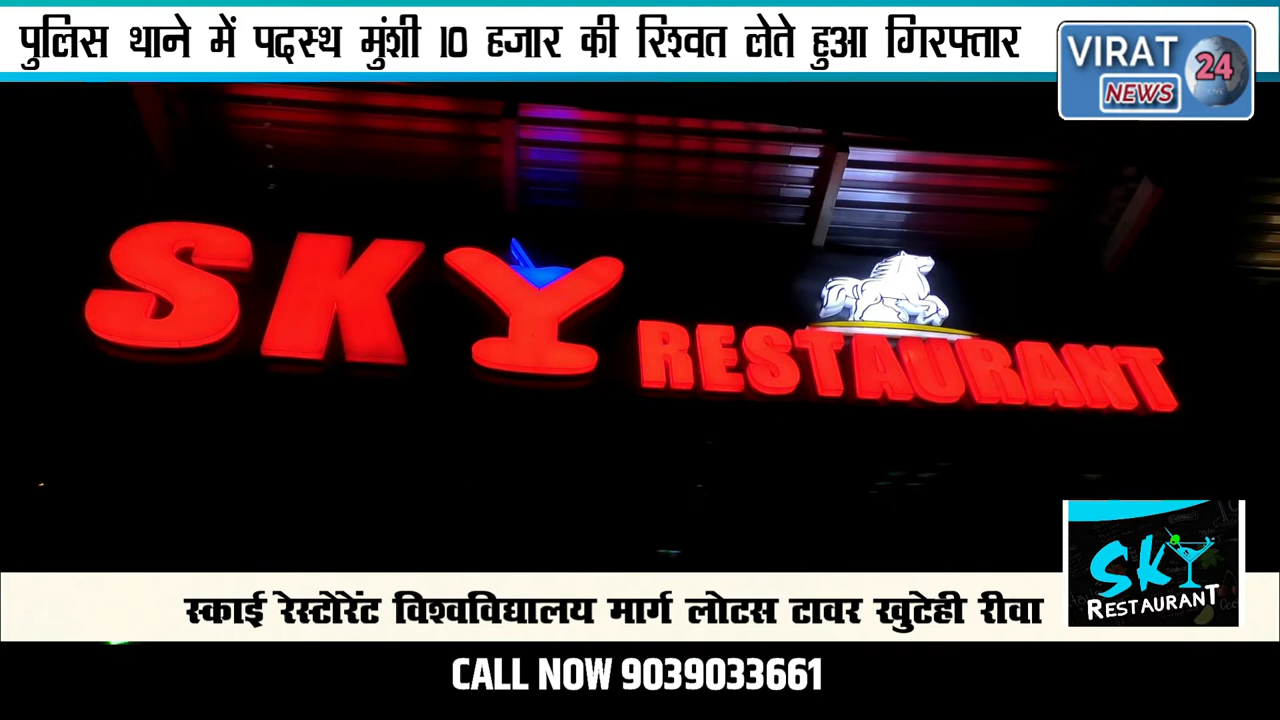 पुलिस थाने में पदस्थ मुंशी 10 हजार की रिश्वत लेते हुआ गिरफ्तार
VIRAT
24
NEWS
SKY
RESTAURANT
SKY
RESTAURANT
स्काई रेस्टोरेंट विश्वविद्यालय मार्ग लोटस टावर खुटेही रीवा
CALL NOW 9039033661